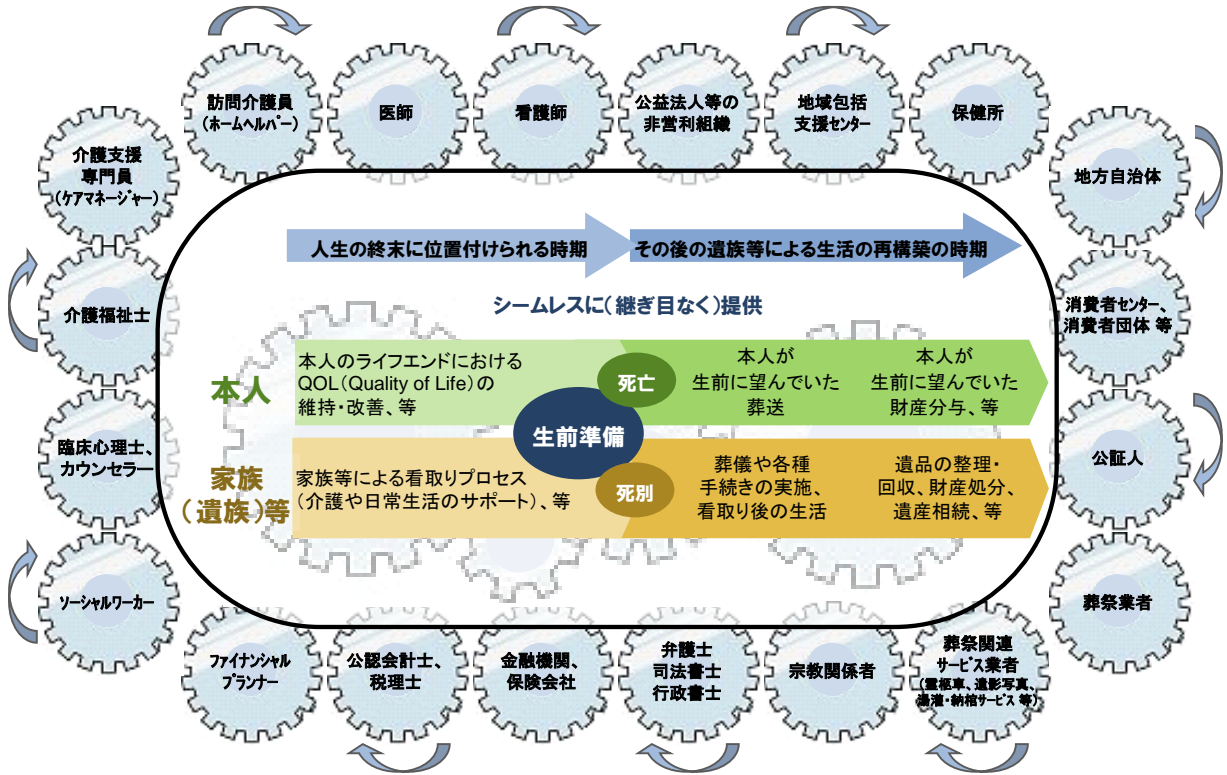 訪問介護員
(ホームヘルパー)
医師
看護師
公益法人等の
非営利組織
地域包括
支援センター
保健所
介護支援
専門員
(ケアマネージャー)
地方自治体
人生の終末に位置付けられる時期
その後の遺族等による生活の再構築の時期
介護福祉士
シームレスに(継ぎ目なく)提供
消費者センター、
消費者団体 等
本人
本人のライフエンドにおける
QOL(Quality of Life)の
維持・改善、等
死亡
本人が
生前に望んでいた
葬送
本人が
生前に望んでいた
財産分与、等
生前準備
臨床心理士、
カウンセラー
公証人
家族
(遺族)等
家族等による看取りプロセス
(介護や日常生活のサポート)、等
死別
葬儀や各種
手続きの実施、
看取り後の生活
遺品の整理・
回収、財産処分、
遺産相続、等
ソーシャルワーカー
葬祭業者
ファイナンシャル
プランナー
公認会計士、
税理士
金融機関、
保険会社
弁護士
司法書士
行政書士
宗教関係者
葬祭関連
サービス業者
(霊柩車、遺影写真、
湯灌・納棺サービス 等)